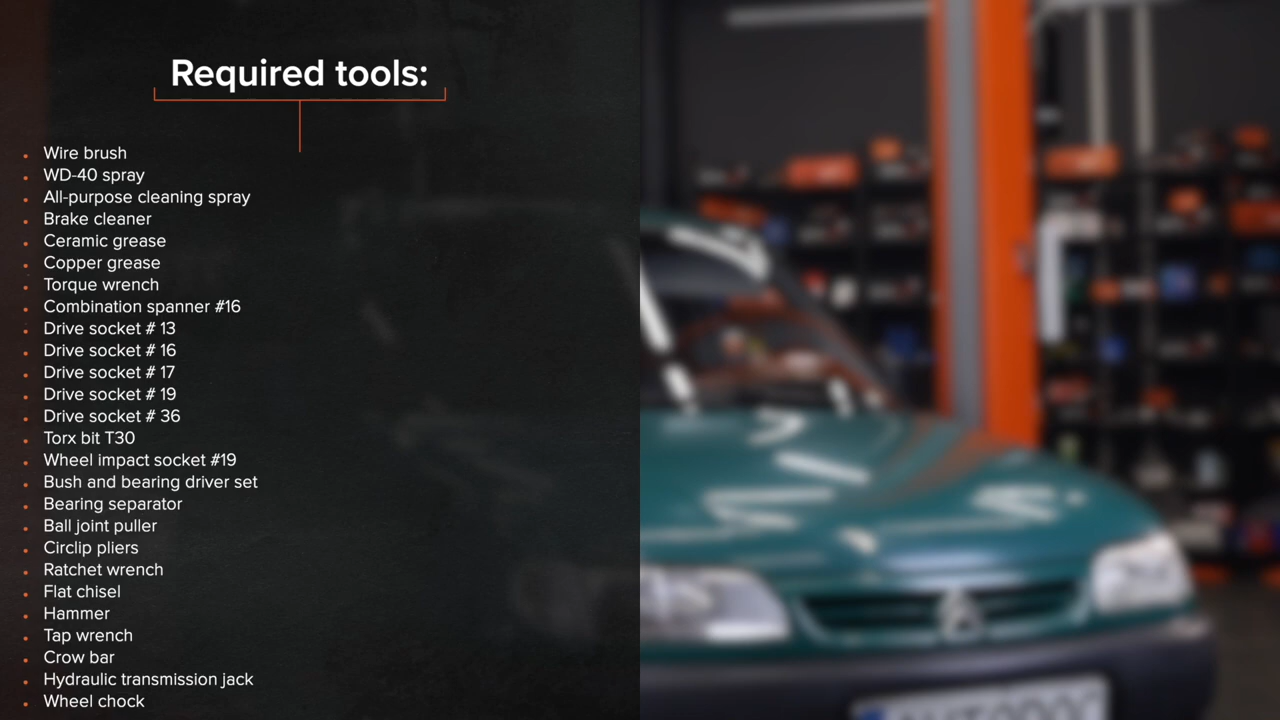 Required tools:
Wire brush
WD-40 spray
All-purpose cleaning spray
Brake cleaner
Ceramic grease
Copper grease
Torque wrench
Combination spanner #16
Drive socket # 13
Drive socket # 16
Drive socket # 17
Drive socket # 19
Drive socket # 36
Torx bit T30
Wheel impact socket #19
Bush and bearing driver set
Bearing separator
Ball joint puller
Circlip pliers
Ratchet wrench
Flat chisel
Hammer
Tap wrench
Crow bar
Hydraulic transmission jack
Wheel chock